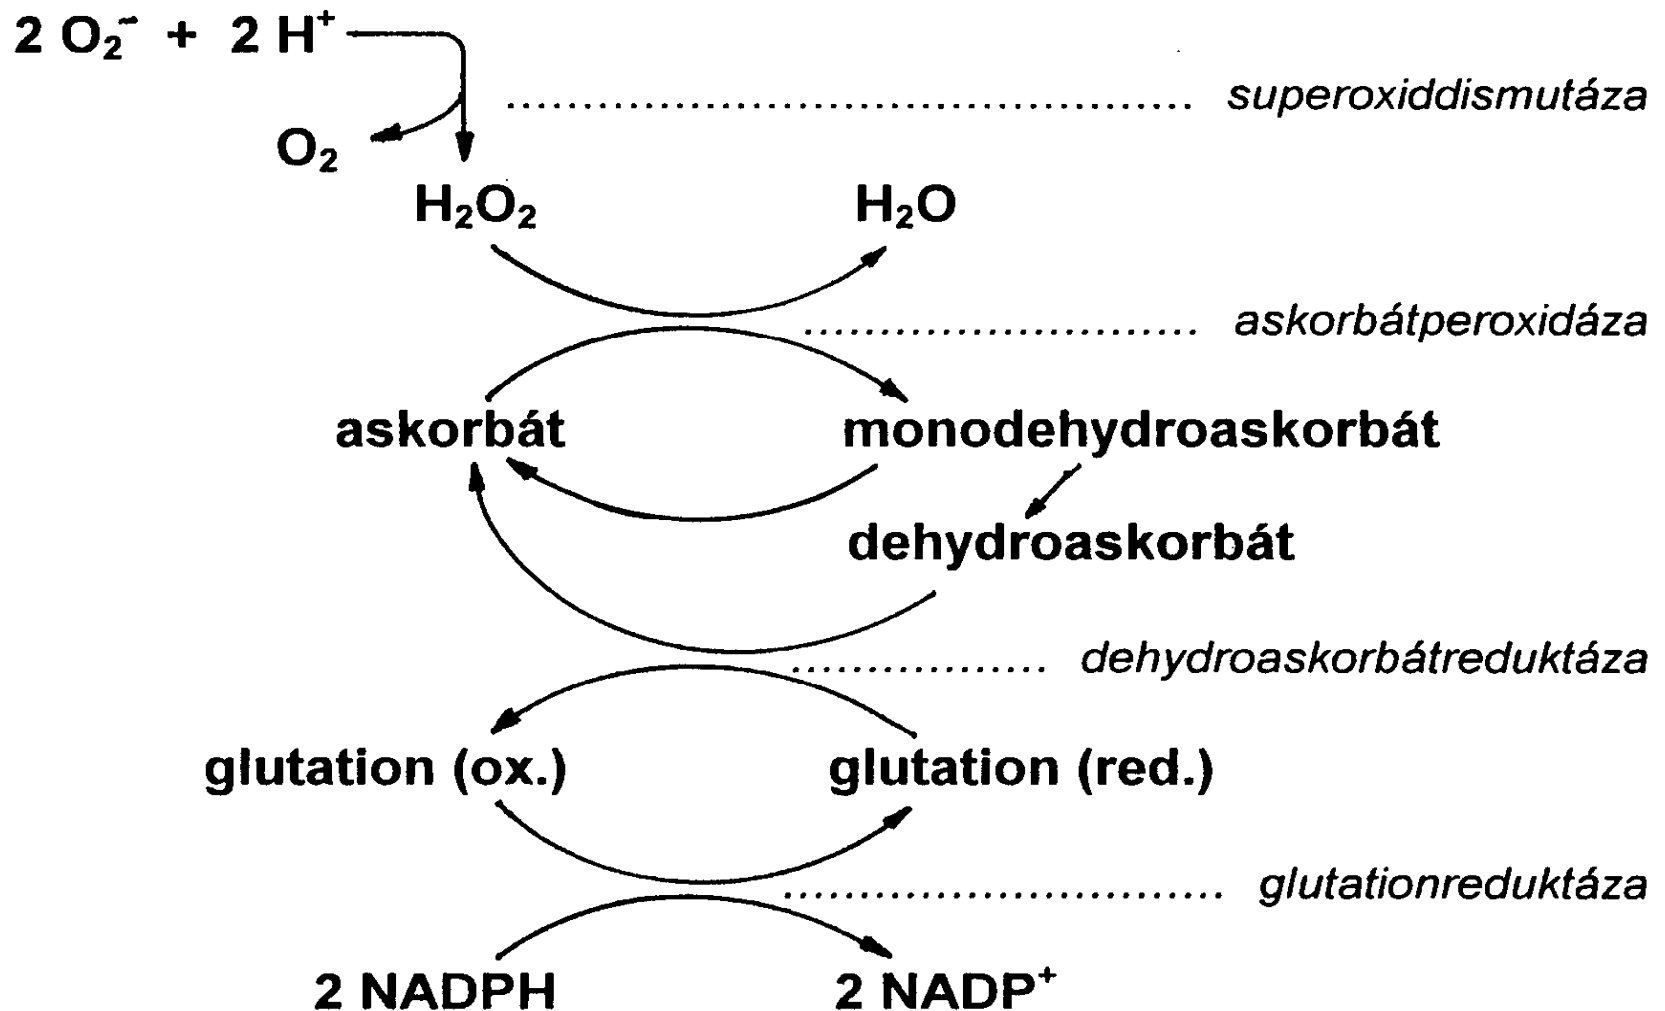 2 O₂⁻ + 2 H⁺
superoxiddismutáza
O₂
H₂O₂ H₂O
askorbátperoxidáza
askorbát monodehydroaskorbát
dehydroaskorbát
dehydroaskorbátreduktáza
glutation (ox.) glutation (red.)
glutationreduktáza
2 NADPH 2 NADP⁺